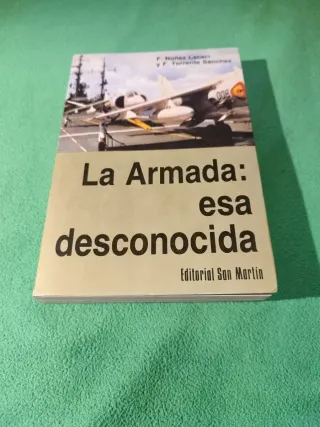 F. Núñez Lacaci
y F. Torrente Sánchez
La Armada:
esa
desconocida
Editorial San Martín